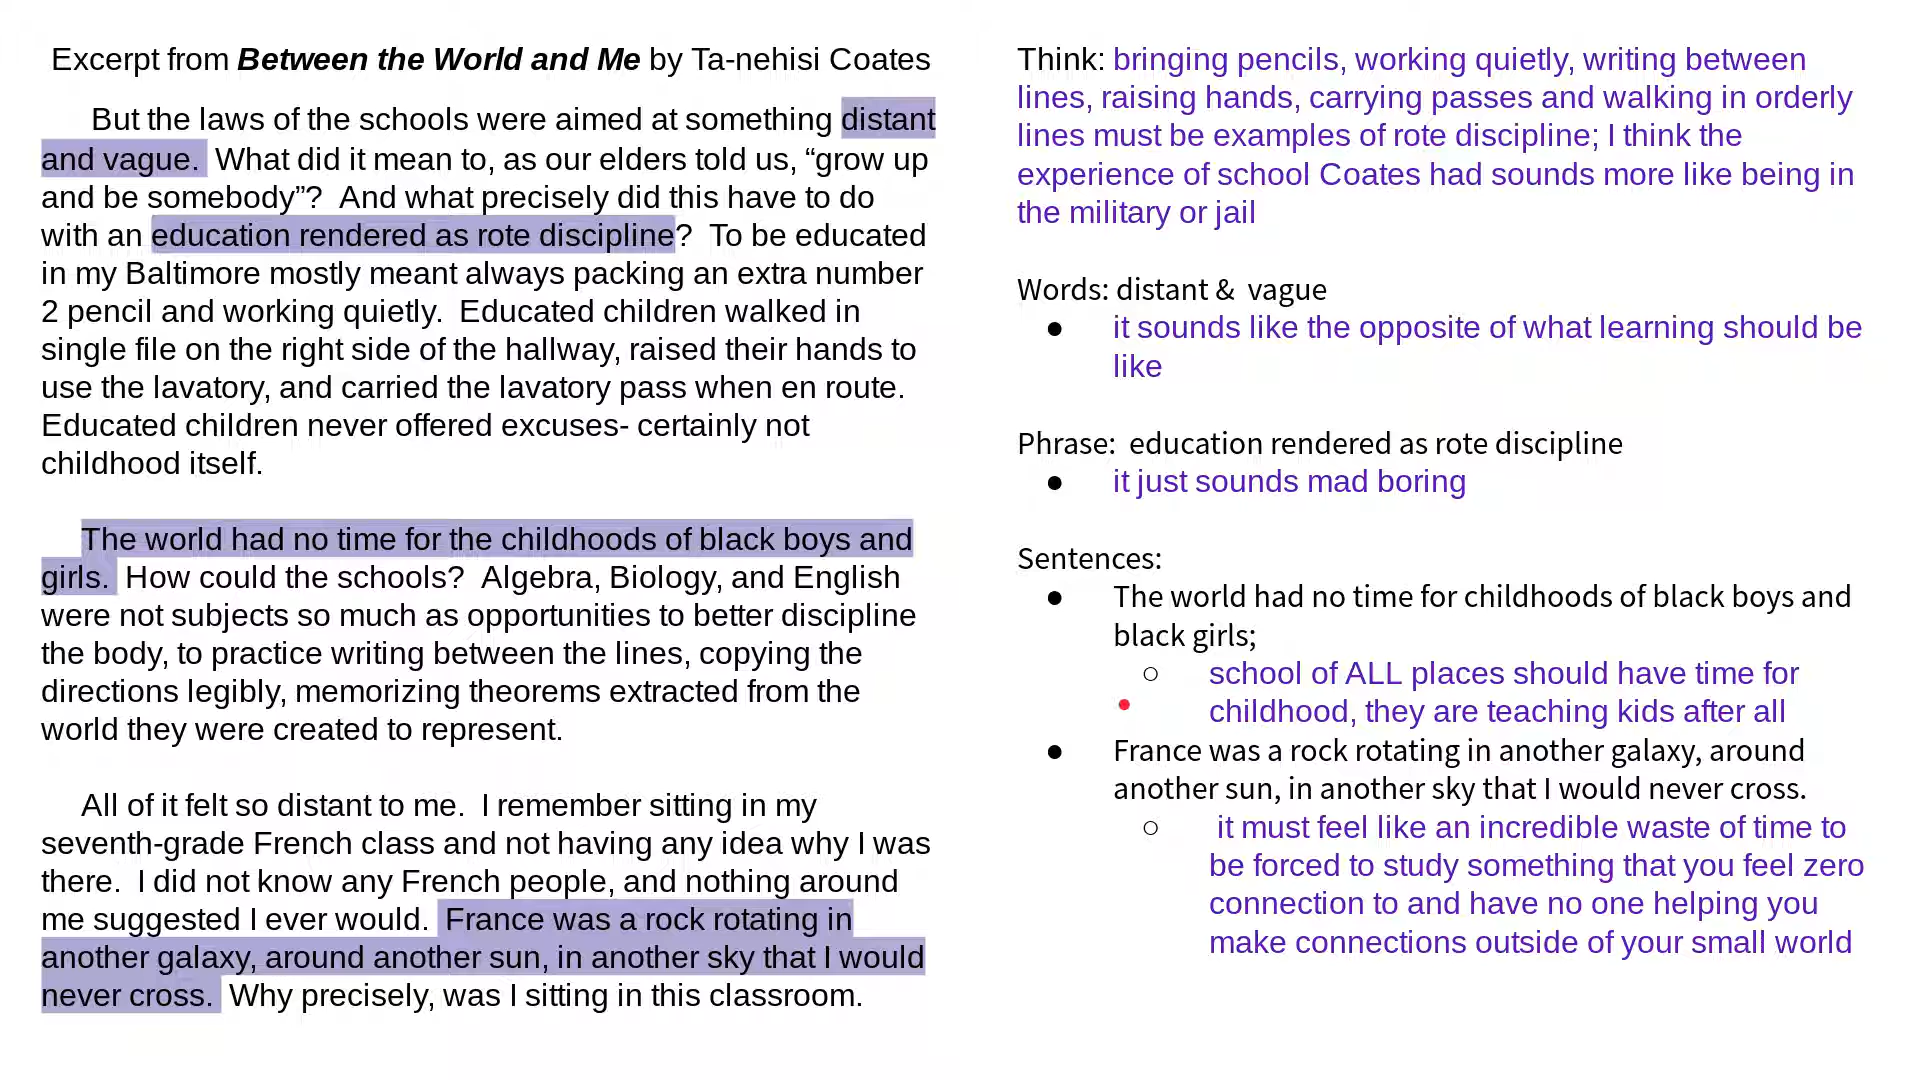 Excerpt from Between the World and Me by Ta-nehisi Coates
But the laws of the schools were aimed at something distant
and vague. What did it mean to, as our elders told us, “grow up
and be somebody”? And what precisely did this have to do
with an education rendered as rote discipline? To be educated
in my Baltimore mostly meant always packing an extra number
2 pencil and working quietly. Educated children walked in
single file on the right side of the hallway, raised their hands to
use the lavatory, and carried the lavatory pass when en route.
Educated children never offered excuses- certainly not
childhood itself.
The world had no time for the childhoods of black boys and
girls. How could the schools? Algebra, Biology, and English
were not subjects so much as opportunities to better discipline
the body, to practice writing between the lines, copying the
directions legibly, memorizing theorems extracted from the
world they were created to represent.
All of it felt so distant to me. I remember sitting in my
seventh-grade French class and not having any idea why I was
there. I did not know any French people, and nothing around
me suggested I ever would. France was a rock rotating in
another galaxy, around another sun, in another sky that I would
never cross. Why precisely, was I sitting in this classroom.
Think: bringing pencils, working quietly, writing between
lines, raising hands, carrying passes and walking in orderly
lines must be examples of rote discipline; I think the
experience of school Coates had sounds more like being in
the military or jail
Words: distant & vague
● it sounds like the opposite of what learning should be
like
Phrase: education rendered as rote discipline
● it just sounds mad boring
Sentences:
● The world had no time for childhoods of black boys and
black girls;
○ school of ALL places should have time for
childhood, they are teaching kids after all
● France was a rock rotating in another galaxy, around
another sun, in another sky that I would never cross.
○ it must feel like an incredible waste of time to
be forced to study something that you feel zero
connection to and have no one helping you
make connections outside of your small world